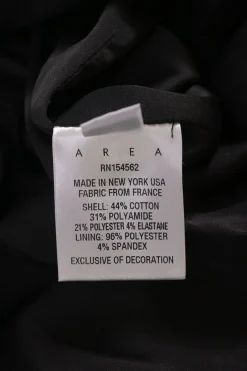 A R E A
RN154562
MADE IN NEW YORK USA
FABRIC FROM FRANCE
SHELL: 44% COTTON
31% POLYAMIDE
21% POLYESTER 4% ELASTANE
LINING: 96% POLYESTER
4% SPANDEX
EXCLUSIVE OF DECORATION